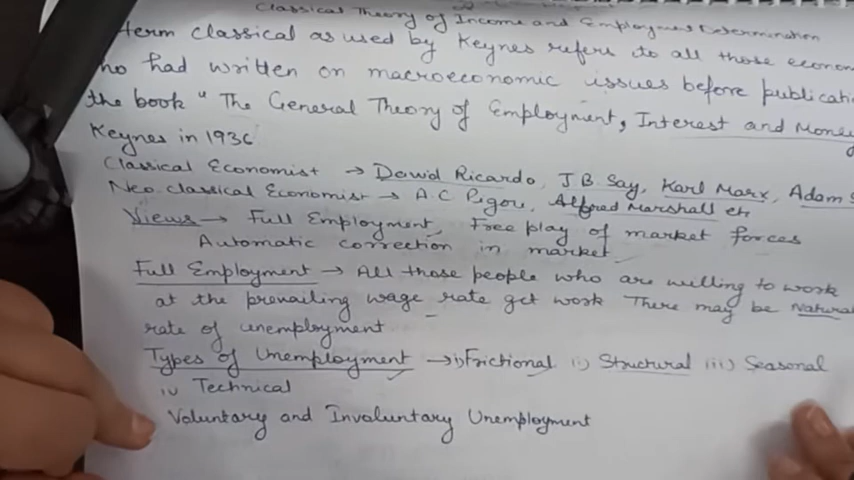 Classical Theory of Income and Employment Determination
term classical as used by Keynes refers to all those econom
ho had written on macroeconomic issues before publicati
the book " The General Theory of Employment, Interest and Money
Keynes in 1936
Classical Economist → David Ricardo, J B Say, Karl Marx, Adam S
Neo classical Economist → A C Pigou, Alfred Marshall etc
Views → Full Employment, Free play of market forces
Automatic correction in market
Full Employment → All those people who are willing to work
at the prevailing wage rate get work There may be Natural
rate of unemployment
Types of Unemployment → i) Frictional ii) Structural iii) Seasonal
iv Technical
Voluntary and Involuntary Unemployment